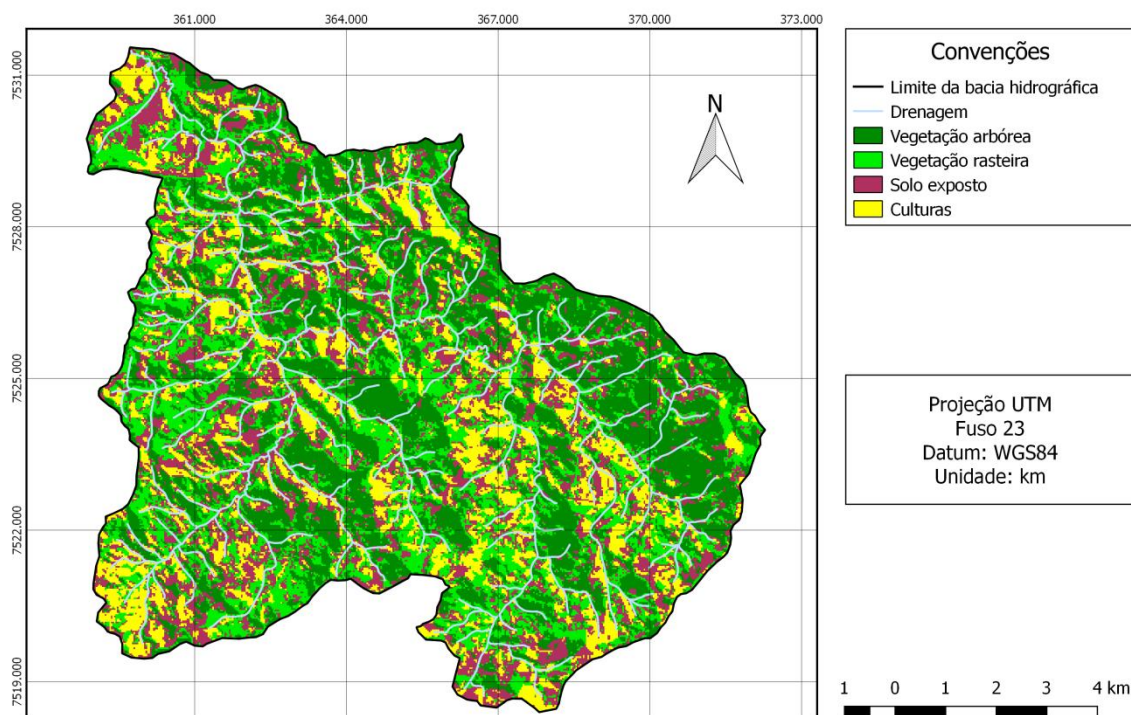 361.000
364.000
367.000
370.000
373.000
7531.000
7528.000
7525.000
7522.000
7519.000
N
Convenções
Limite da bacia hidrográfica
Drenagem
Vegetação arbórea
Vegetação rasteira
Solo exposto
Culturas
Projeção UTM
Fuso 23
Datum: WGS84
Unidade: km
1 0 1 2 3 4 km